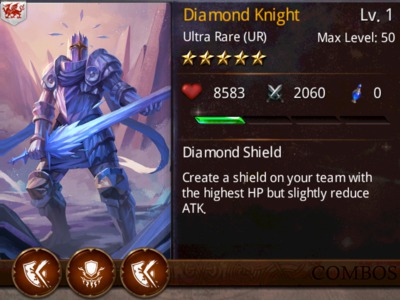 Diamond Knight Lv. 1
Ultra Rare (UR) Max Level: 50
8583 2060 0
Diamond Shield
Create a shield on your team with
the highest HP but slightly reduce
ATK.
COMBOS